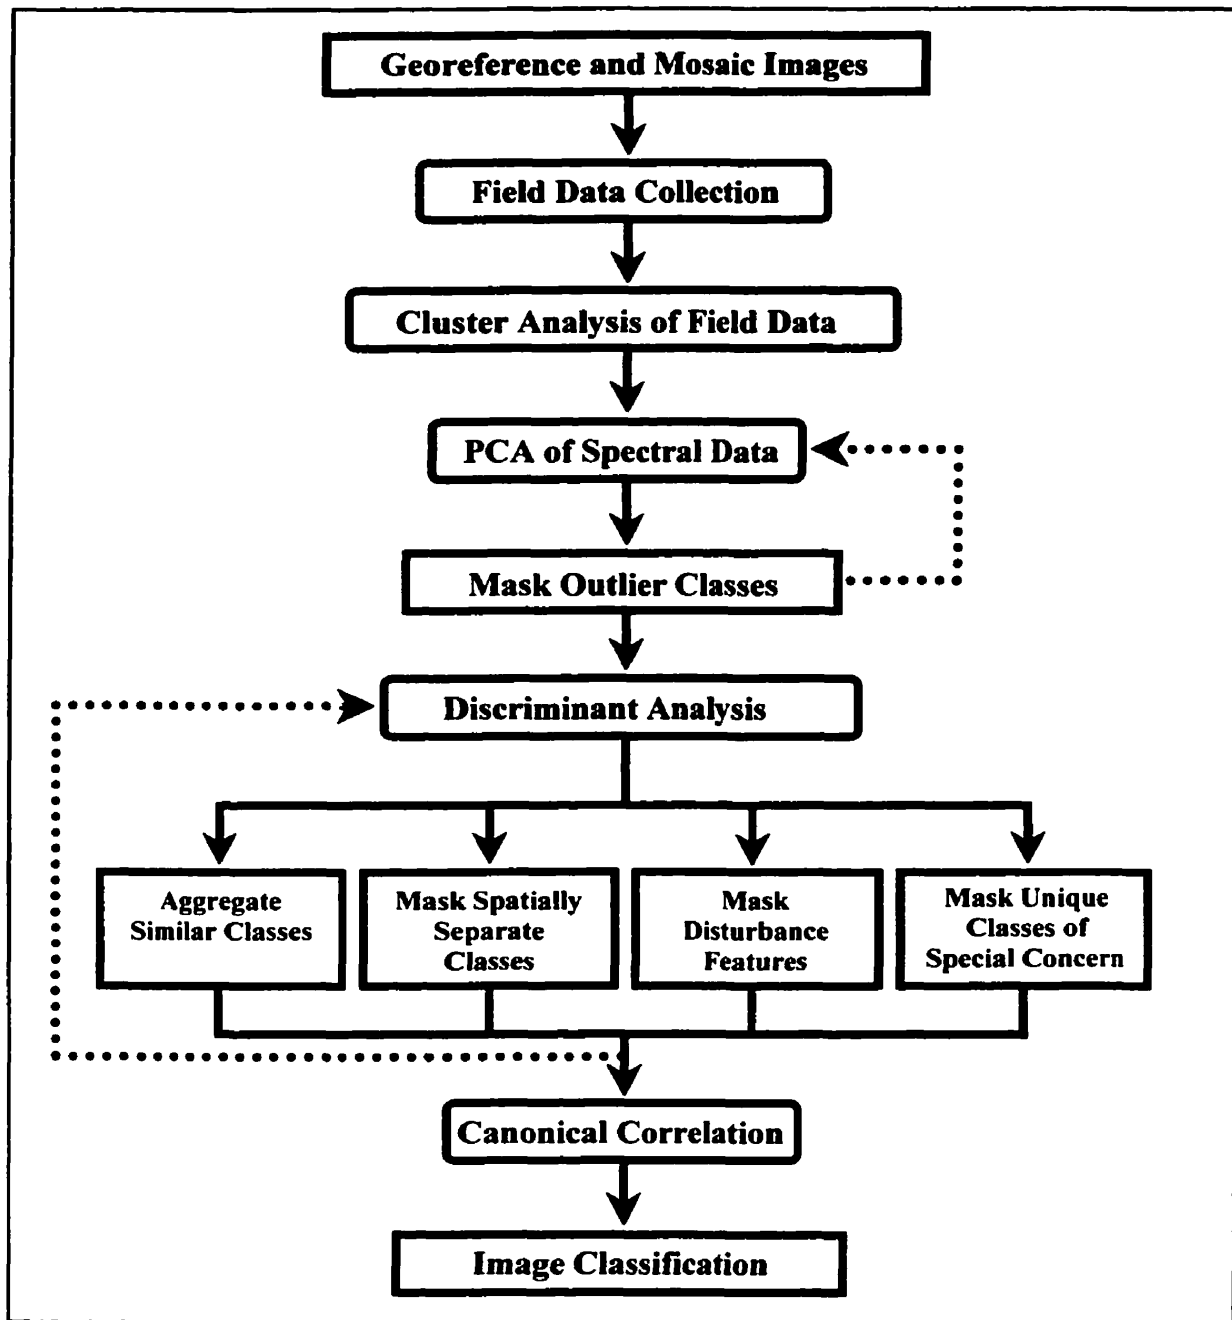 Georeference and Mosaic Images
Field Data Collection
Cluster Analysis of Field Data
PCA of Spectral Data
Mask Outlier Classes
Discriminant Analysis
Aggregate
Similar Classes
Mask Spatially
Separate
Classes
Mask
Disturbance
Features
Mask Unique
Classes of
Special Concern
Canonical Correlation
Image Classification